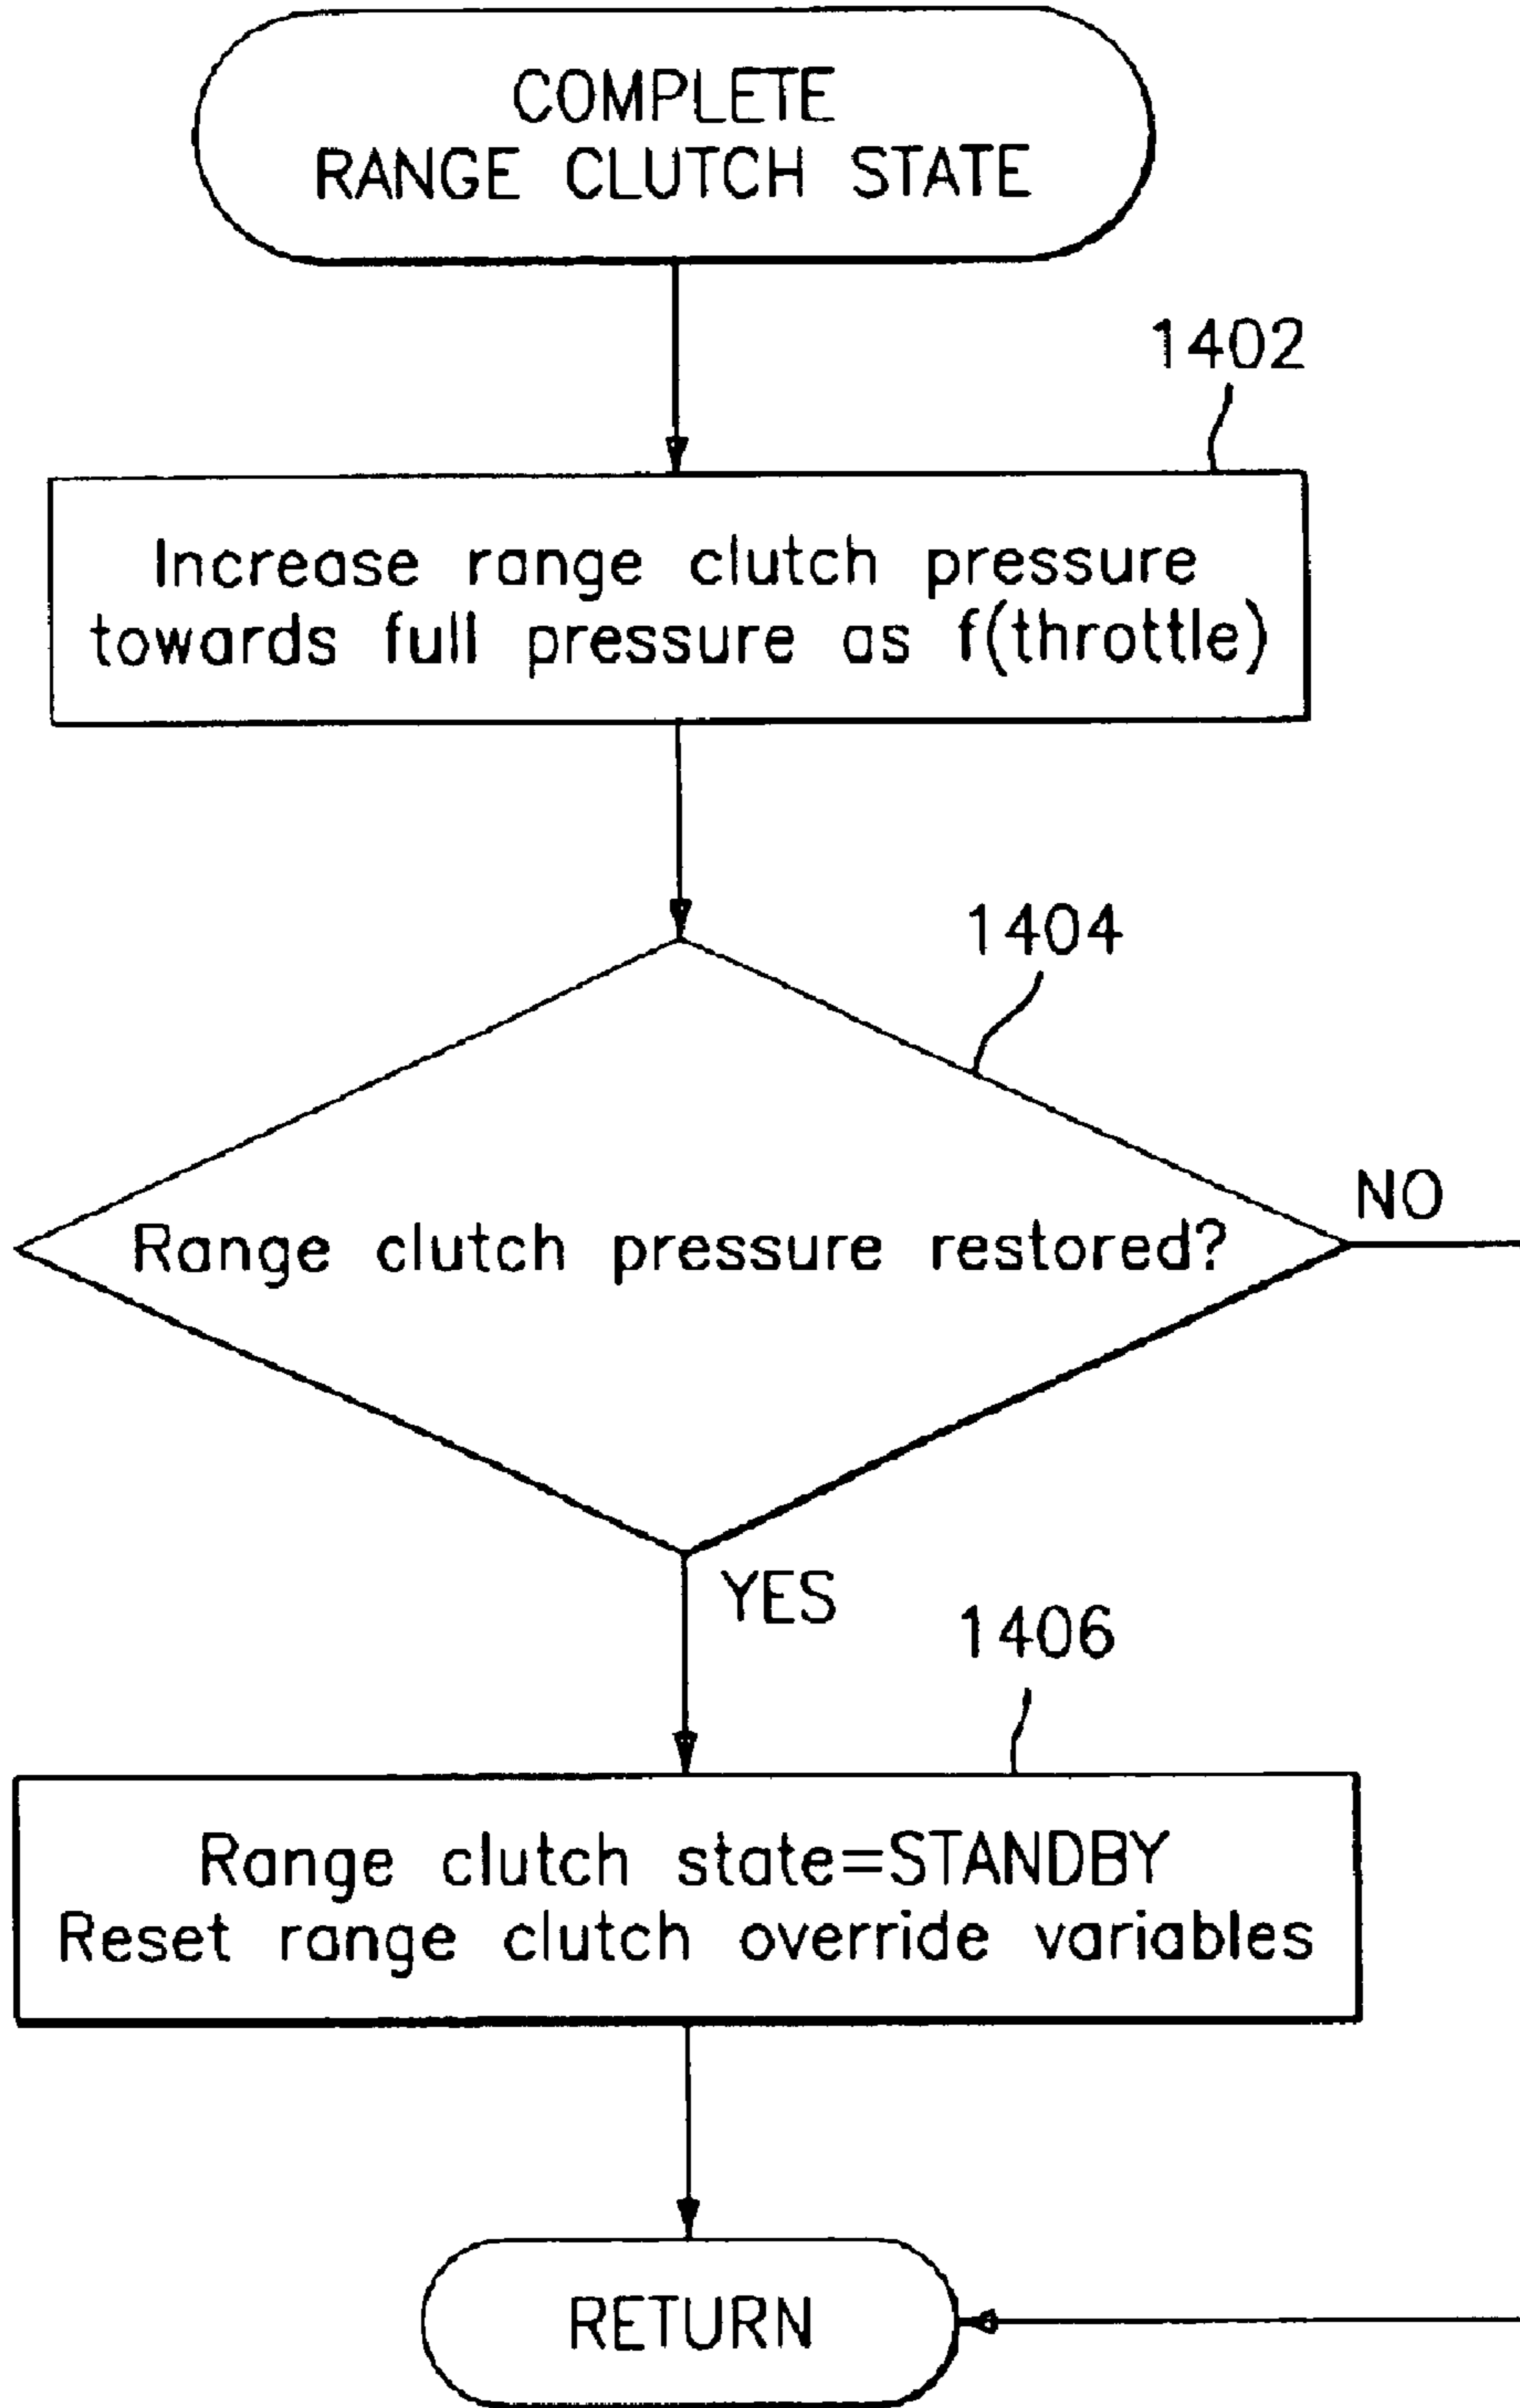 COMPLETE
RANGE CLUTCH STATE
1402
Increase range clutch pressure
towards full pressure as f(throttle)
1404
Range clutch pressure restored?
NO
YES
1406
Range clutch state=STANDBY
Reset range clutch override variables
RETURN